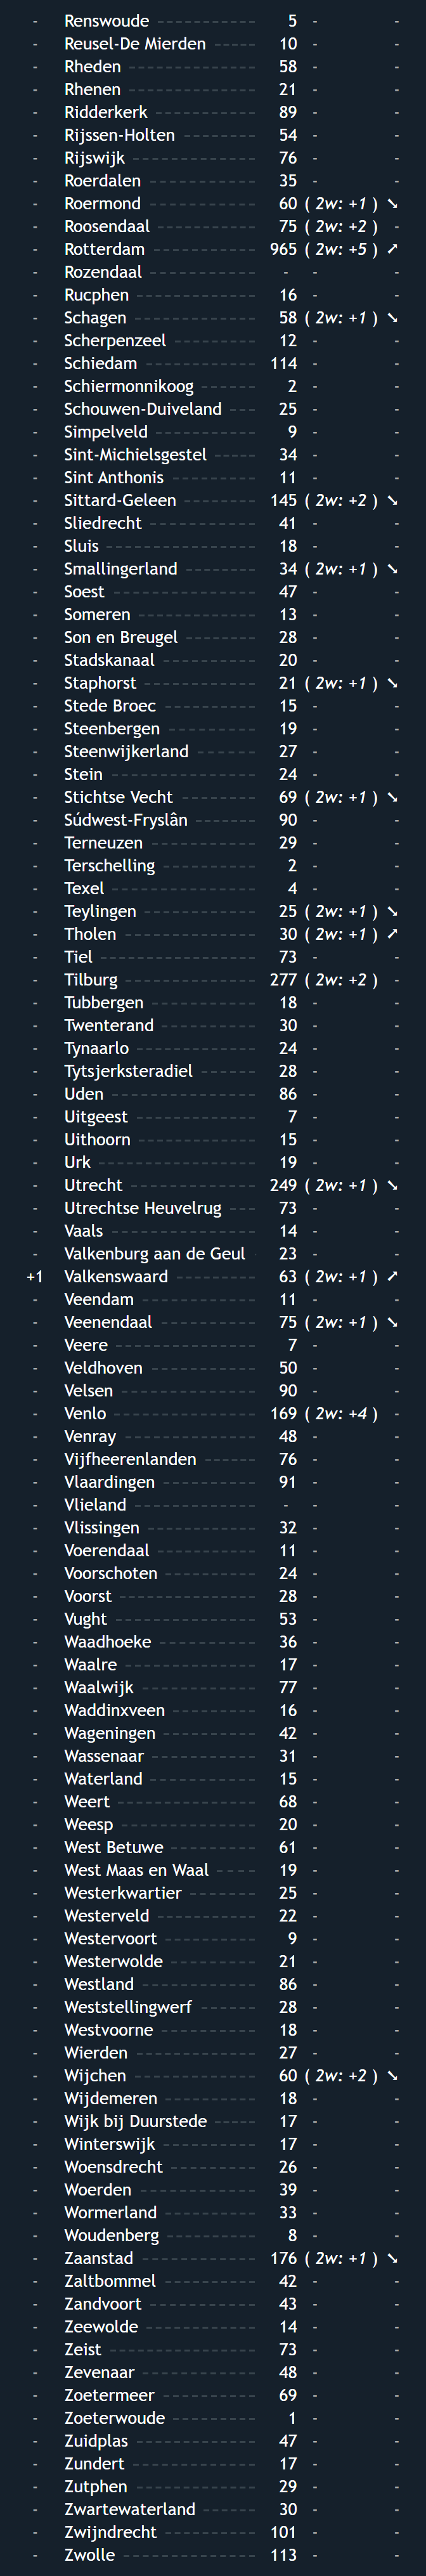 - Renswoude 5 - -
- Reusel-De Mierden 10 - -
- Rheden 58 - -
- Rhenen 21 - -
- Ridderkerk 89 - -
- Rijssen-Holten 54 - -
- Rijswijk 76 - -
- Roerdalen 35 - -
- Roermond 60 ( 2w: +1 ) ➘
- Roosendaal 75 ( 2w: +2 ) -
- Rotterdam 965 ( 2w: +5 ) ➚
- Rozendaal - - -
- Rucphen 16 - -
- Schagen 58 ( 2w: +1 ) ➘
- Scherpenzeel 12 - -
- Schiedam 114 - -
- Schiermonnikoog 2 - -
- Schouwen-Duiveland 25 - -
- Simpelveld 9 - -
- Sint-Michielsgestel 34 - -
- Sint Anthonis 11 - -
- Sittard-Geleen 145 ( 2w: +2 ) ➘
- Sliedrecht 41 - -
- Sluis 18 - -
- Smallingerland 34 ( 2w: +1 ) ➘
- Soest 47 - -
- Someren 13 - -
- Son en Breugel 28 - -
- Stadskanaal 20 - -
- Staphorst 21 ( 2w: +1 ) ➘
- Stede Broec 15 - -
- Steenbergen 19 - -
- Steenwijkerland 27 - -
- Stein 24 - -
- Stichtse Vecht 69 ( 2w: +1 ) ➘
- Súdwest-Fryslân 90 - -
- Terneuzen 29 - -
- Terschelling 2 - -
- Texel 4 - -
- Teylingen 25 ( 2w: +1 ) ➘
- Tholen 30 ( 2w: +1 ) ➚
- Tiel 73 - -
- Tilburg 277 ( 2w: +2 ) -
- Tubbergen 18 - -
- Twenterand 30 - -
- Tynaarlo 24 - -
- Tytsjerksteradiel 28 - -
- Uden 86 - -
- Uitgeest 7 - -
- Uithoorn 15 - -
- Urk 19 - -
- Utrecht 249 ( 2w: +1 ) ➘
- Utrechtse Heuvelrug 73 - -
- Vaals 14 - -
- Valkenburg aan de Geul 23 - -
+1 Valkenswaard 63 ( 2w: +1 ) ➚
- Veendam 11 - -
- Veenendaal 75 ( 2w: +1 ) ➘
- Veere 7 - -
- Veldhoven 50 - -
- Velsen 90 - -
- Venlo 169 ( 2w: +4 ) -
- Venray 48 - -
- Vijfheerenlanden 76 - -
- Vlaardingen 91 - -
- Vlieland - - -
- Vlissingen 32 - -
- Voerendaal 11 - -
- Voorschoten 24 - -
- Voorst 28 - -
- Vught 53 - -
- Waadhoeke 36 - -
- Waalre 17 - -
- Waalwijk 77 - -
- Waddinxveen 16 - -
- Wageningen 42 - -
- Wassenaar 31 - -
- Waterland 15 - -
- Weert 68 - -
- Weesp 20 - -
- West Betuwe 61 - -
- West Maas en Waal 19 - -
- Westerkwartier 25 - -
- Westerveld 22 - -
- Westervoort 9 - -
- Westerwolde 21 - -
- Westland 86 - -
- Weststellingwerf 28 - -
- Westvoorne 18 - -
- Wierden 27 - -
- Wijchen 60 ( 2w: +2 ) ➘
- Wijdemeren 18 - -
- Wijk bij Duurstede 17 - -
- Winterswijk 17 - -
- Woensdrecht 26 - -
- Woerden 39 - -
- Wormerland 33 - -
- Woudenberg 8 - -
- Zaanstad 176 ( 2w: +1 ) ➘
- Zaltbommel 42 - -
- Zandvoort 43 - -
- Zeewolde 14 - -
- Zeist 73 - -
- Zevenaar 48 - -
- Zoetermeer 69 - -
- Zoeterwoude 1 - -
- Zuidplas 47 - -
- Zundert 17 - -
- Zutphen 29 - -
- Zwartewaterland 30 - -
- Zwijndrecht 101 - -
- Zwolle 113 - -